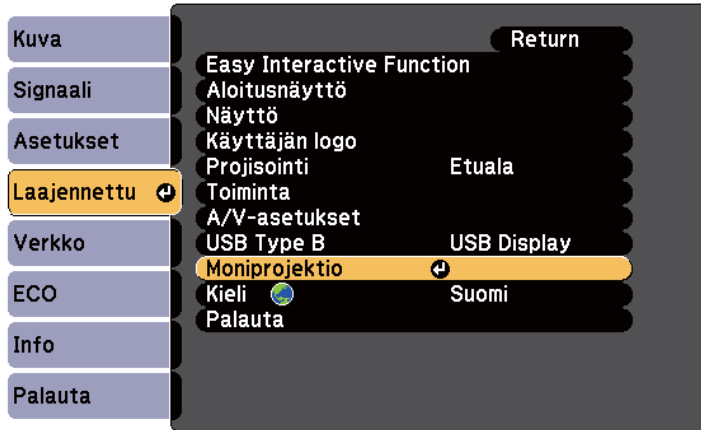 Kuva
Signaali
Asetukset
Laajennettu
Verkko
ECO
Info
Palauta
Return
Easy Interactive Function
Aloitusnäyttö
Näyttö
Käyttäjän logo
Projisointi Etuala
Toiminta
A/V-asetukset
USB Type B USB Display
Moniprojektio
Kieli Suomi
Palauta